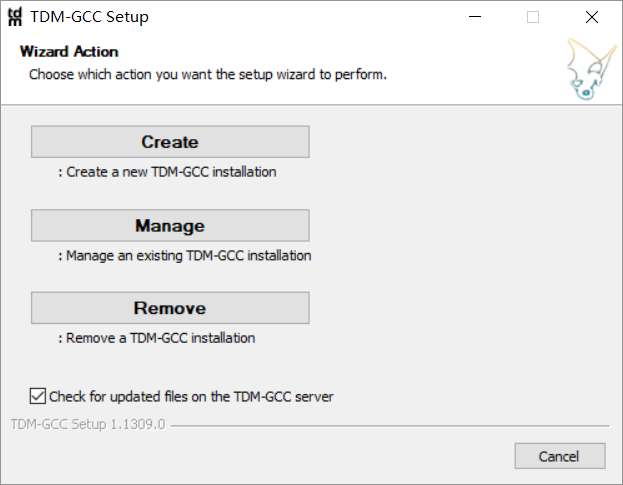 tdm TDM-GCC Setup
Wizard Action
Choose which action you want the setup wizard to perform.
Create
: Create a new TDM-GCC installation
Manage
: Manage an existing TDM-GCC installation
Remove
: Remove a TDM-GCC installation
Check for updated files on the TDM-GCC server
TDM-GCC Setup 1.1309.0
Cancel